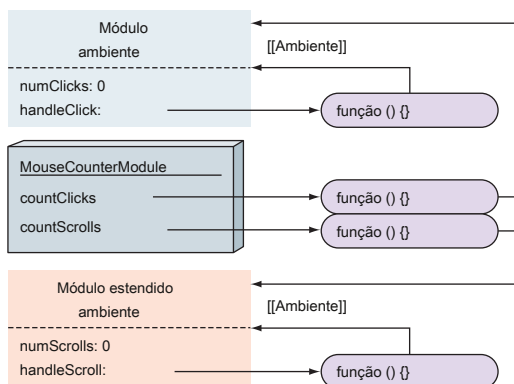 Módulo
ambiente
[[Ambiente]]
numClicks: 0
handleClick:
função () {}
MouseCounterModule
countClicks
função () {}
countScrolls
função () {}
Módulo estendido
ambiente
[[Ambiente]]
numScrolls: 0
handleScroll:
função () {}